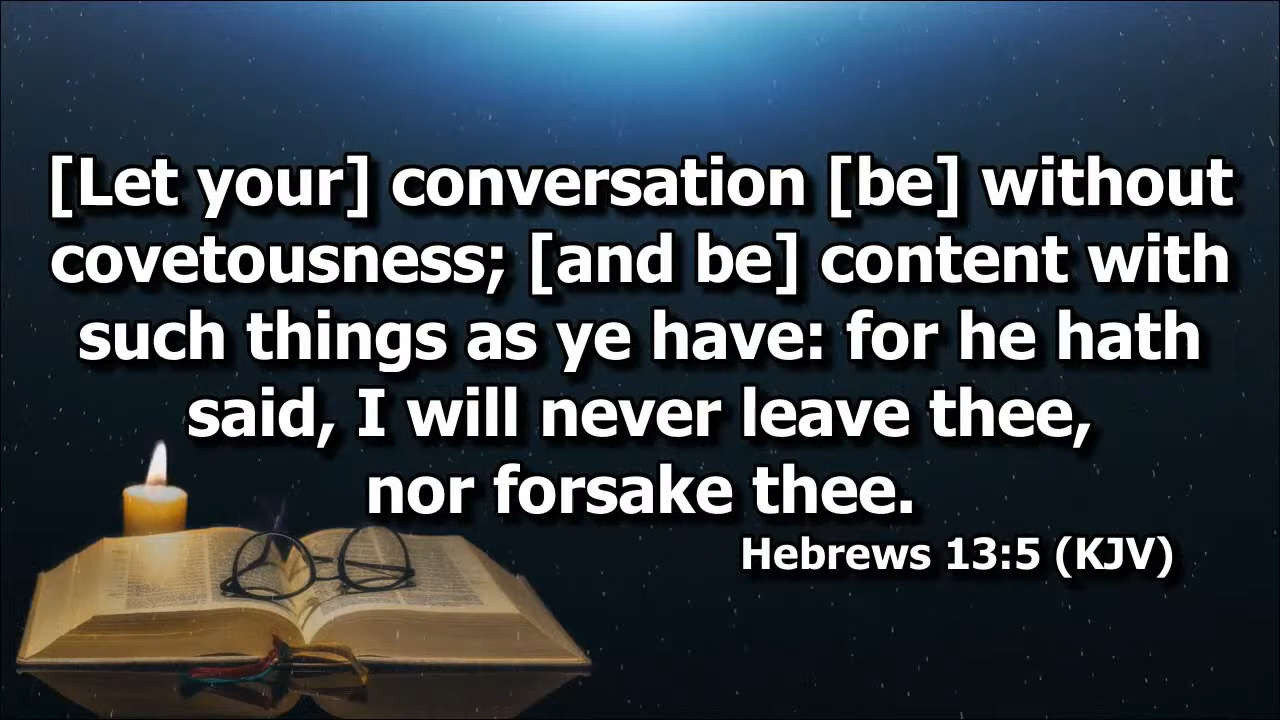 [Let your] conversation [be] without
covetousness; [and be] content with
such things as ye have: for he hath
said, I will never leave thee,
nor forsake thee.
Hebrews 13:5 (KJV)